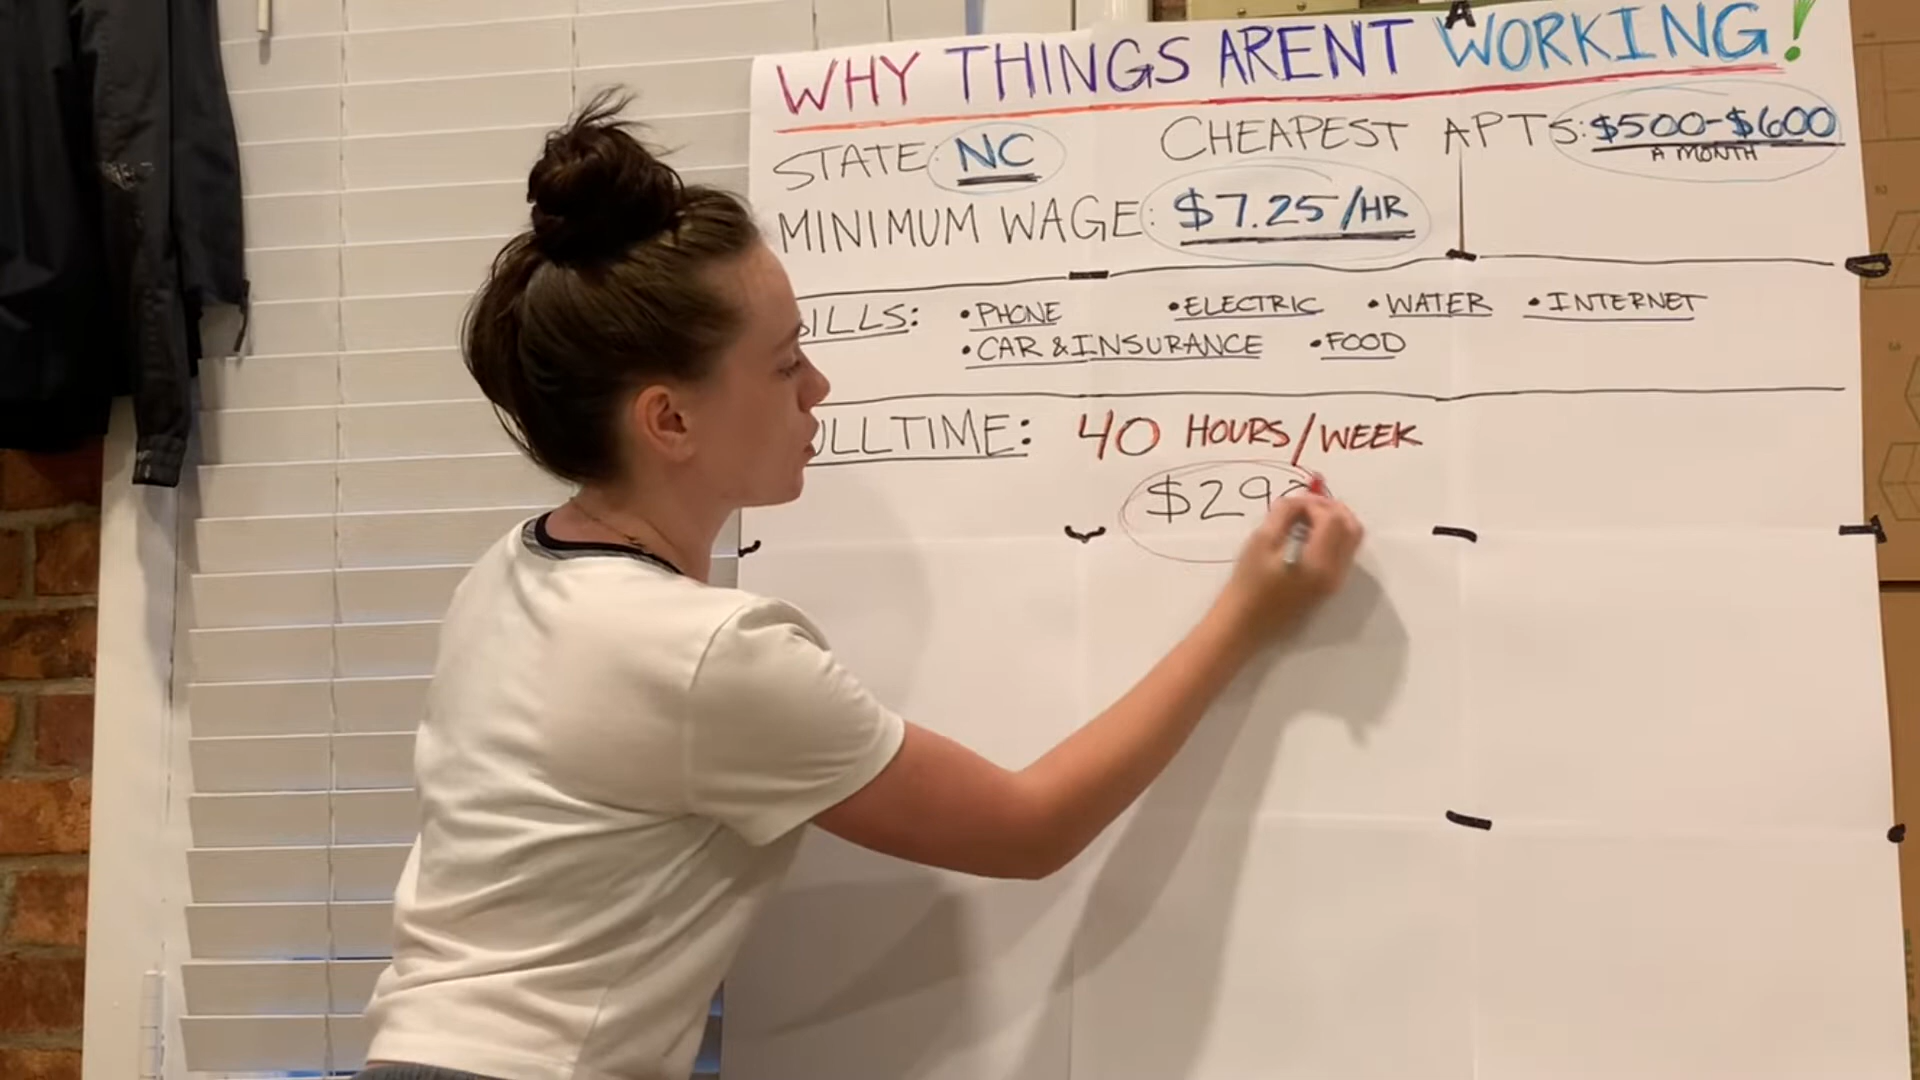 WHY THINGS ARENT WORKING!
STATE: NC
CHEAPEST APTS: $500-$600
A MONTH
MINIMUM WAGE: $7.25/HR
ILLS: • PHONE • ELECTRIC • WATER • INTERNET
• CAR & INSURANCE • FOOD
ULLTIME: 40 HOURS/WEEK
$29